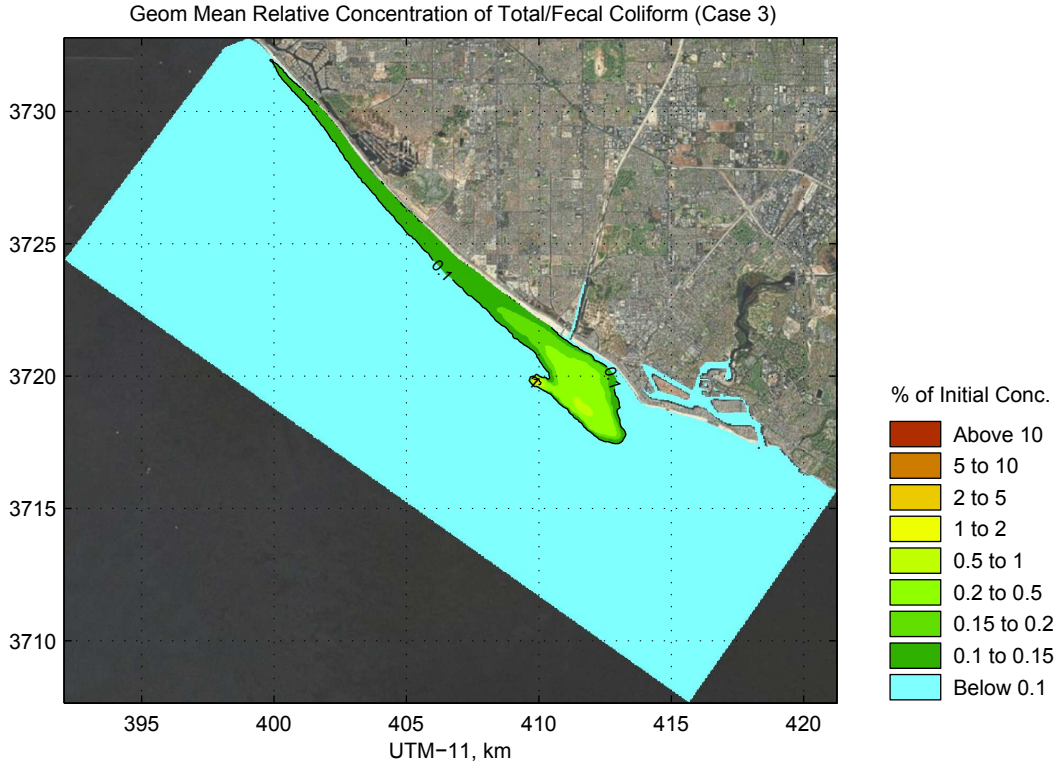 Geom Mean Relative Concentration of Total/Fecal Coliform (Case 3)
3730
3725
3720
3715
3710
0.1
0.1
395
400
405
410
415
420
UTM−11, km
% of Initial Conc.
Above 10
5 to 10
2 to 5
1 to 2
0.5 to 1
0.2 to 0.5
0.15 to 0.2
0.1 to 0.15
Below 0.1